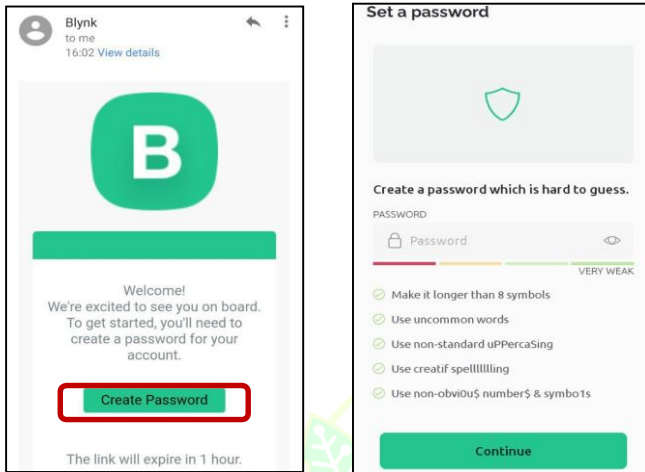 Blynk
to me
16:02 View details
B
Welcome!
We're excited to see you on board.
To get started, you'll need to
create a password for your
account.
Create Password
The link will expire in 1 hour.
Set a password
Create a password which is hard to guess.
PASSWORD
Password
VERY WEAK
Make it longer than 8 symbols
Use uncommon words
Use non-standard uPPercaSing
Use creatif spelllllllling
Use non-obvi0u$ number$ & symbo1s
Continue